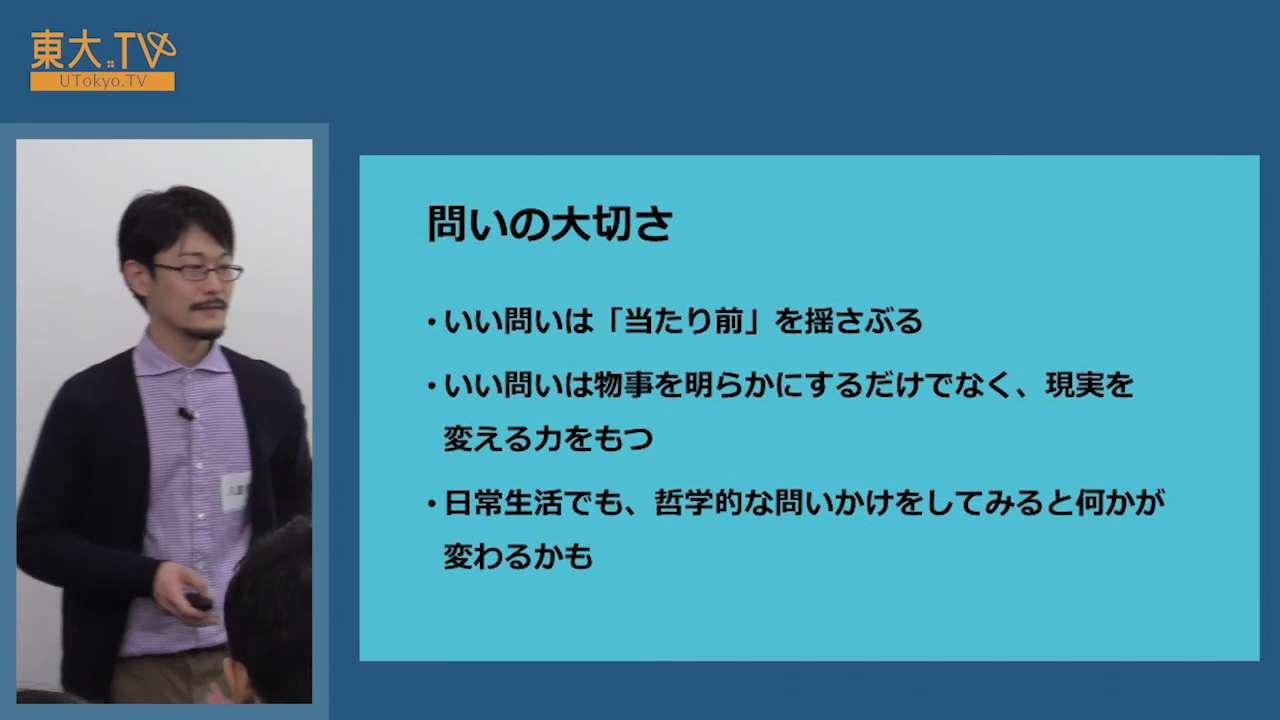 東大.TV
UTokyo.TV
問いの大切さ
・いい問いは「当たり前」を揺さぶる
・いい問いは物事を明らかにするだけでなく、現実を
変える力をもつ
・日常生活でも、哲学的な問いかけをしてみると何かが
変わるかも